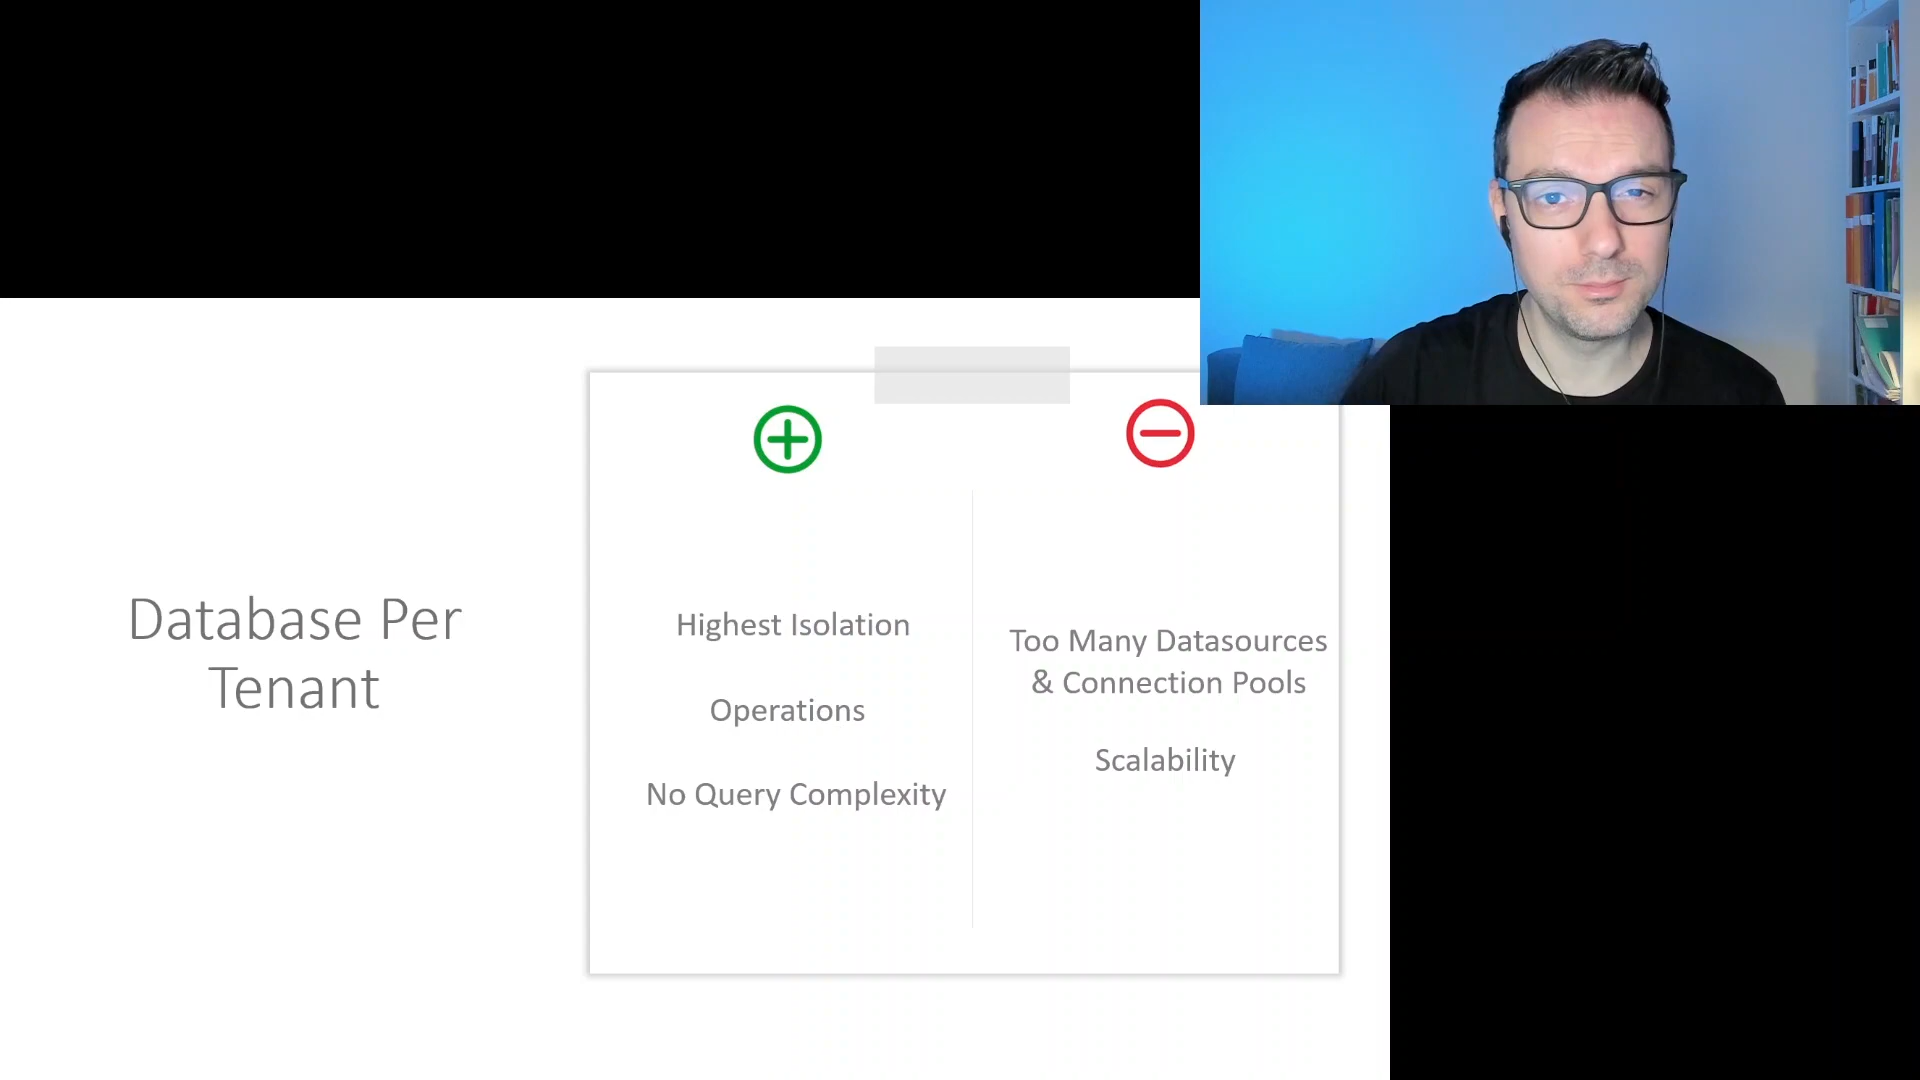 Database Per
Tenant
Highest Isolation
Operations
No Query Complexity
Too Many Datasources
& Connection Pools
Scalability